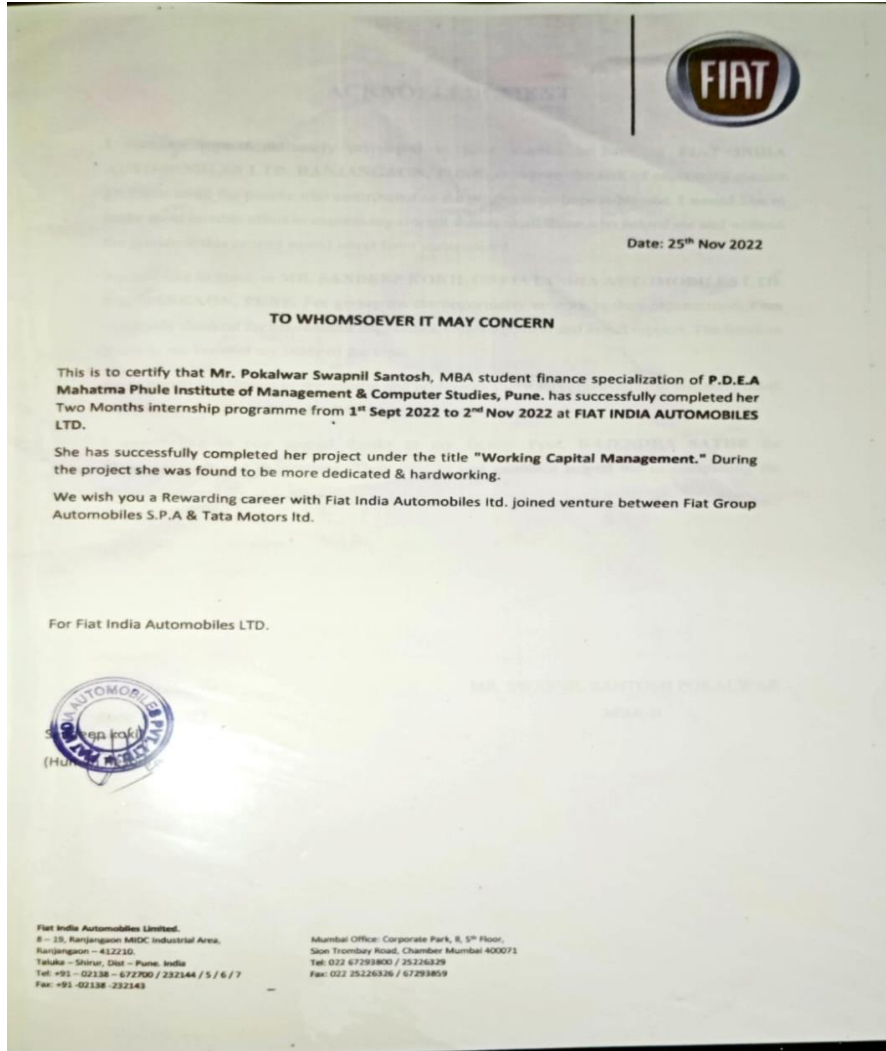 FIAT
Date: 25th Nov 2022
TO WHOMSOEVER IT MAY CONCERN
This is to certify that Mr. Pokalwar Swapnil Santosh, MBA student finance specialization of P.D.E.A
Mahatma Phule Institute of Management & Computer Studies, Pune. has successfully completed her
Two Months internship programme from 1st Sept 2022 to 2nd Nov 2022 at FIAT INDIA AUTOMOBILES
LTD.
She has successfully completed her project under the title "Working Capital Management." During
the project she was found to be more dedicated & hardworking.
We wish you a Rewarding career with Fiat India Automobiles ltd. joined venture between Fiat Group
Automobiles S.P.A & Tata Motors ltd.
For Fiat India Automobiles LTD.
FIAT INDIA AUTOMOBILES PVT. LTD.
Fiat India Automobiles Limited.
Ranjangaon MIDC Industrial Area,
Ranjangaon – 412210.
Taluka – Shirur, Dist – Pune. India
Tel: +91 – 02138 – 672700 / 232144 / 5 / 6 / 7
Fax: +91 -02138 -232143
Mumbai Office: Corporate Park, II, 5th Floor,
Sion Trombay Road, Chamber Mumbai 400071
Tel: 022 67293800 / 25226329
Fax: 022 25226326 / 67293859